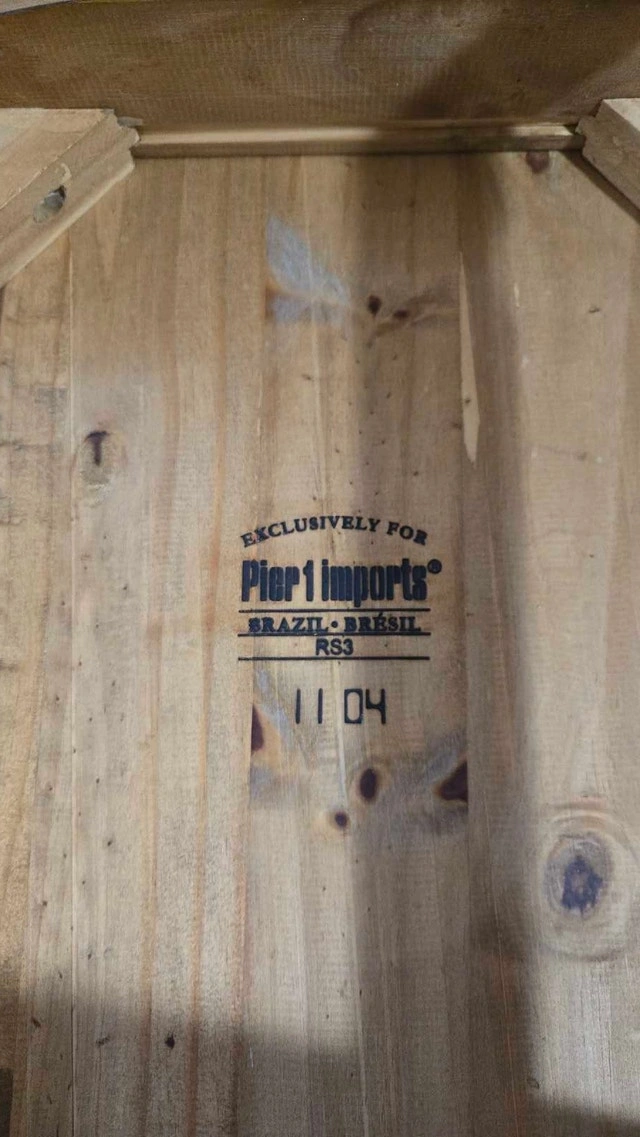 EXCLUSIVELY FOR
Pier 1 imports®
BRAZIL • BRÉSIL
RS3
11 04